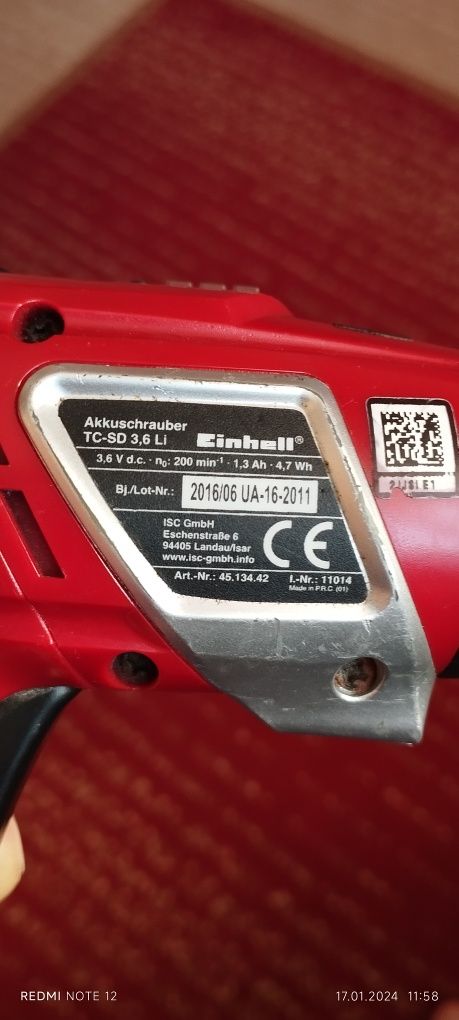 Akkuschrauber
TC-SD 3,6 Li Einhell®
3,6 V d.c. · n₀: 200 min⁻¹ · 1,3 Ah · 4,7 Wh
Bj./Lot-Nr.: 2016/06 UA-16-2011
ISC GmbH
Eschenstraße 6
94405 Landau/Isar
www.isc-gmbh.info
CE
Art.-Nr.: 45.134.42 I.-Nr.: 11014
Made in P.R.C. (01)
REDMI NOTE 12 17.01.2024 11:58